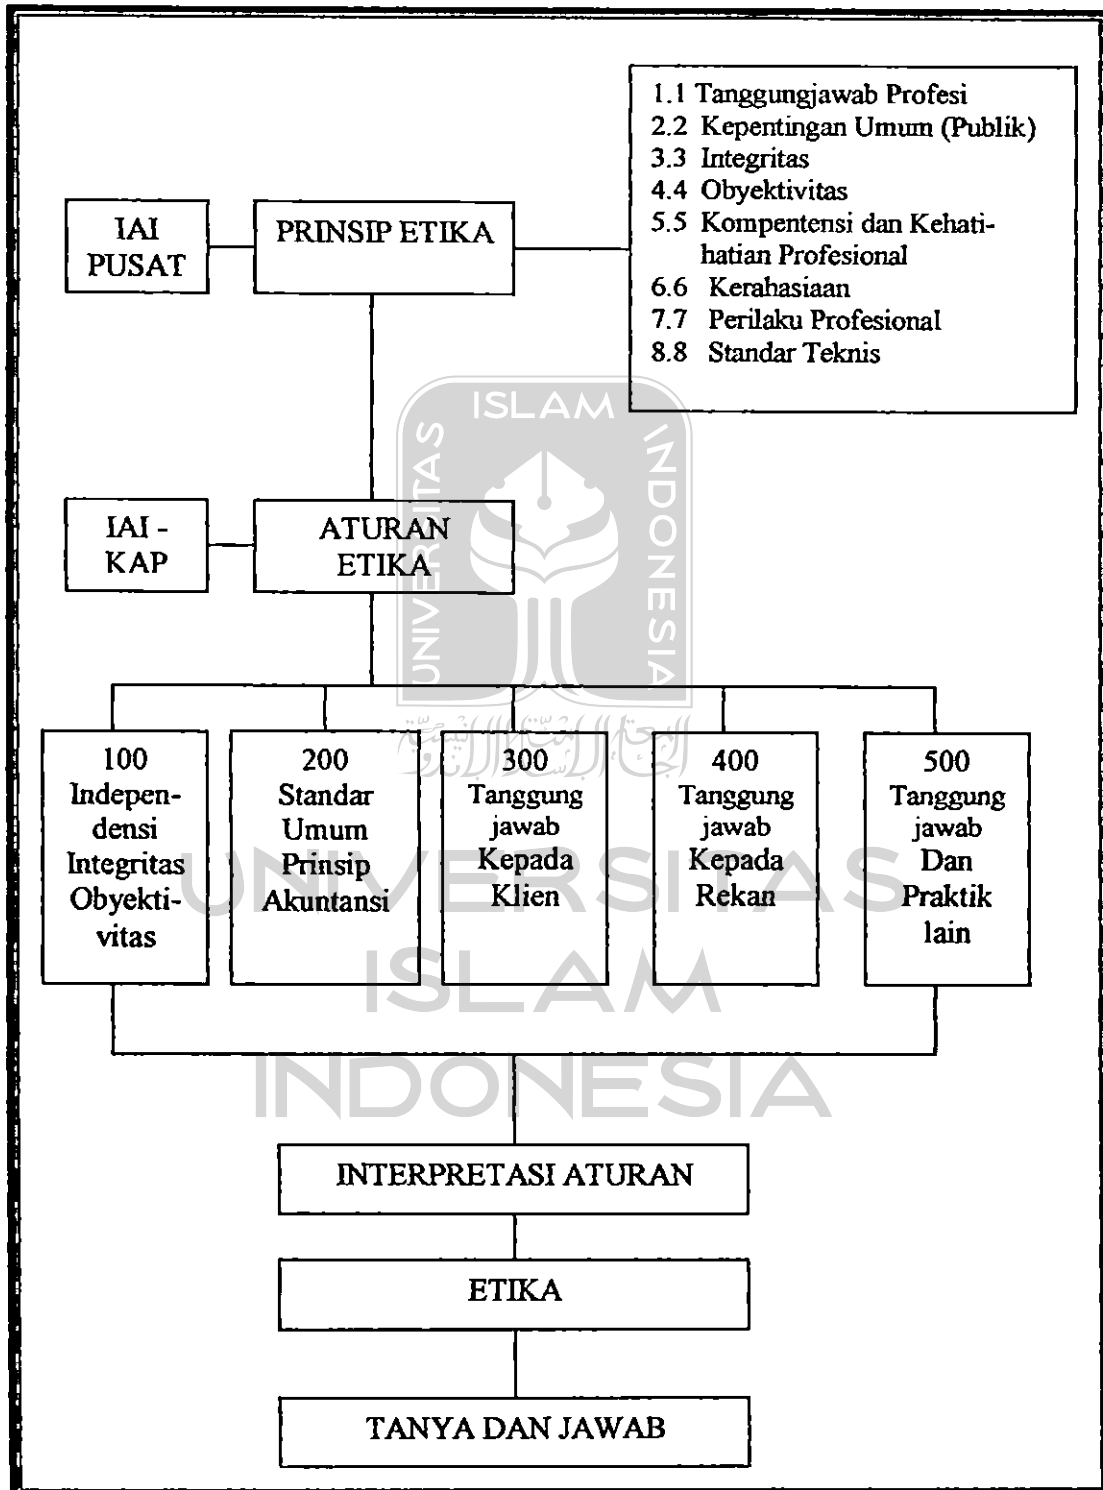 1.1 Tanggungjawab Profesi
2.2 Kepentingan Umum (Publik)
3.3 Integritas
4.4 Obyektivitas
5.5 Kompentensi dan Kehati-
hatian Profesional
6.6 Kerahasiaan
7.7 Perilaku Profesional
8.8 Standar Teknis
IAI
PUSAT
PRINSIP ETIKA
IAI -
KAP
ATURAN
ETIKA
100
Indepen-
densi
Integritas
Obyekti-
vitas
200
Standar
Umum
Prinsip
Akuntansi
300
Tanggung
jawab
Kepada
Klien
400
Tanggung
jawab
Kepada
Rekan
500
Tanggung
jawab
Dan
Praktik
lain
INTERPRETASI ATURAN
ETIKA
TANYA DAN JAWAB
UNIVERSITAS
ISLAM
INDONESIA
UNIVERSITAS
ISLAM
INDONESIA